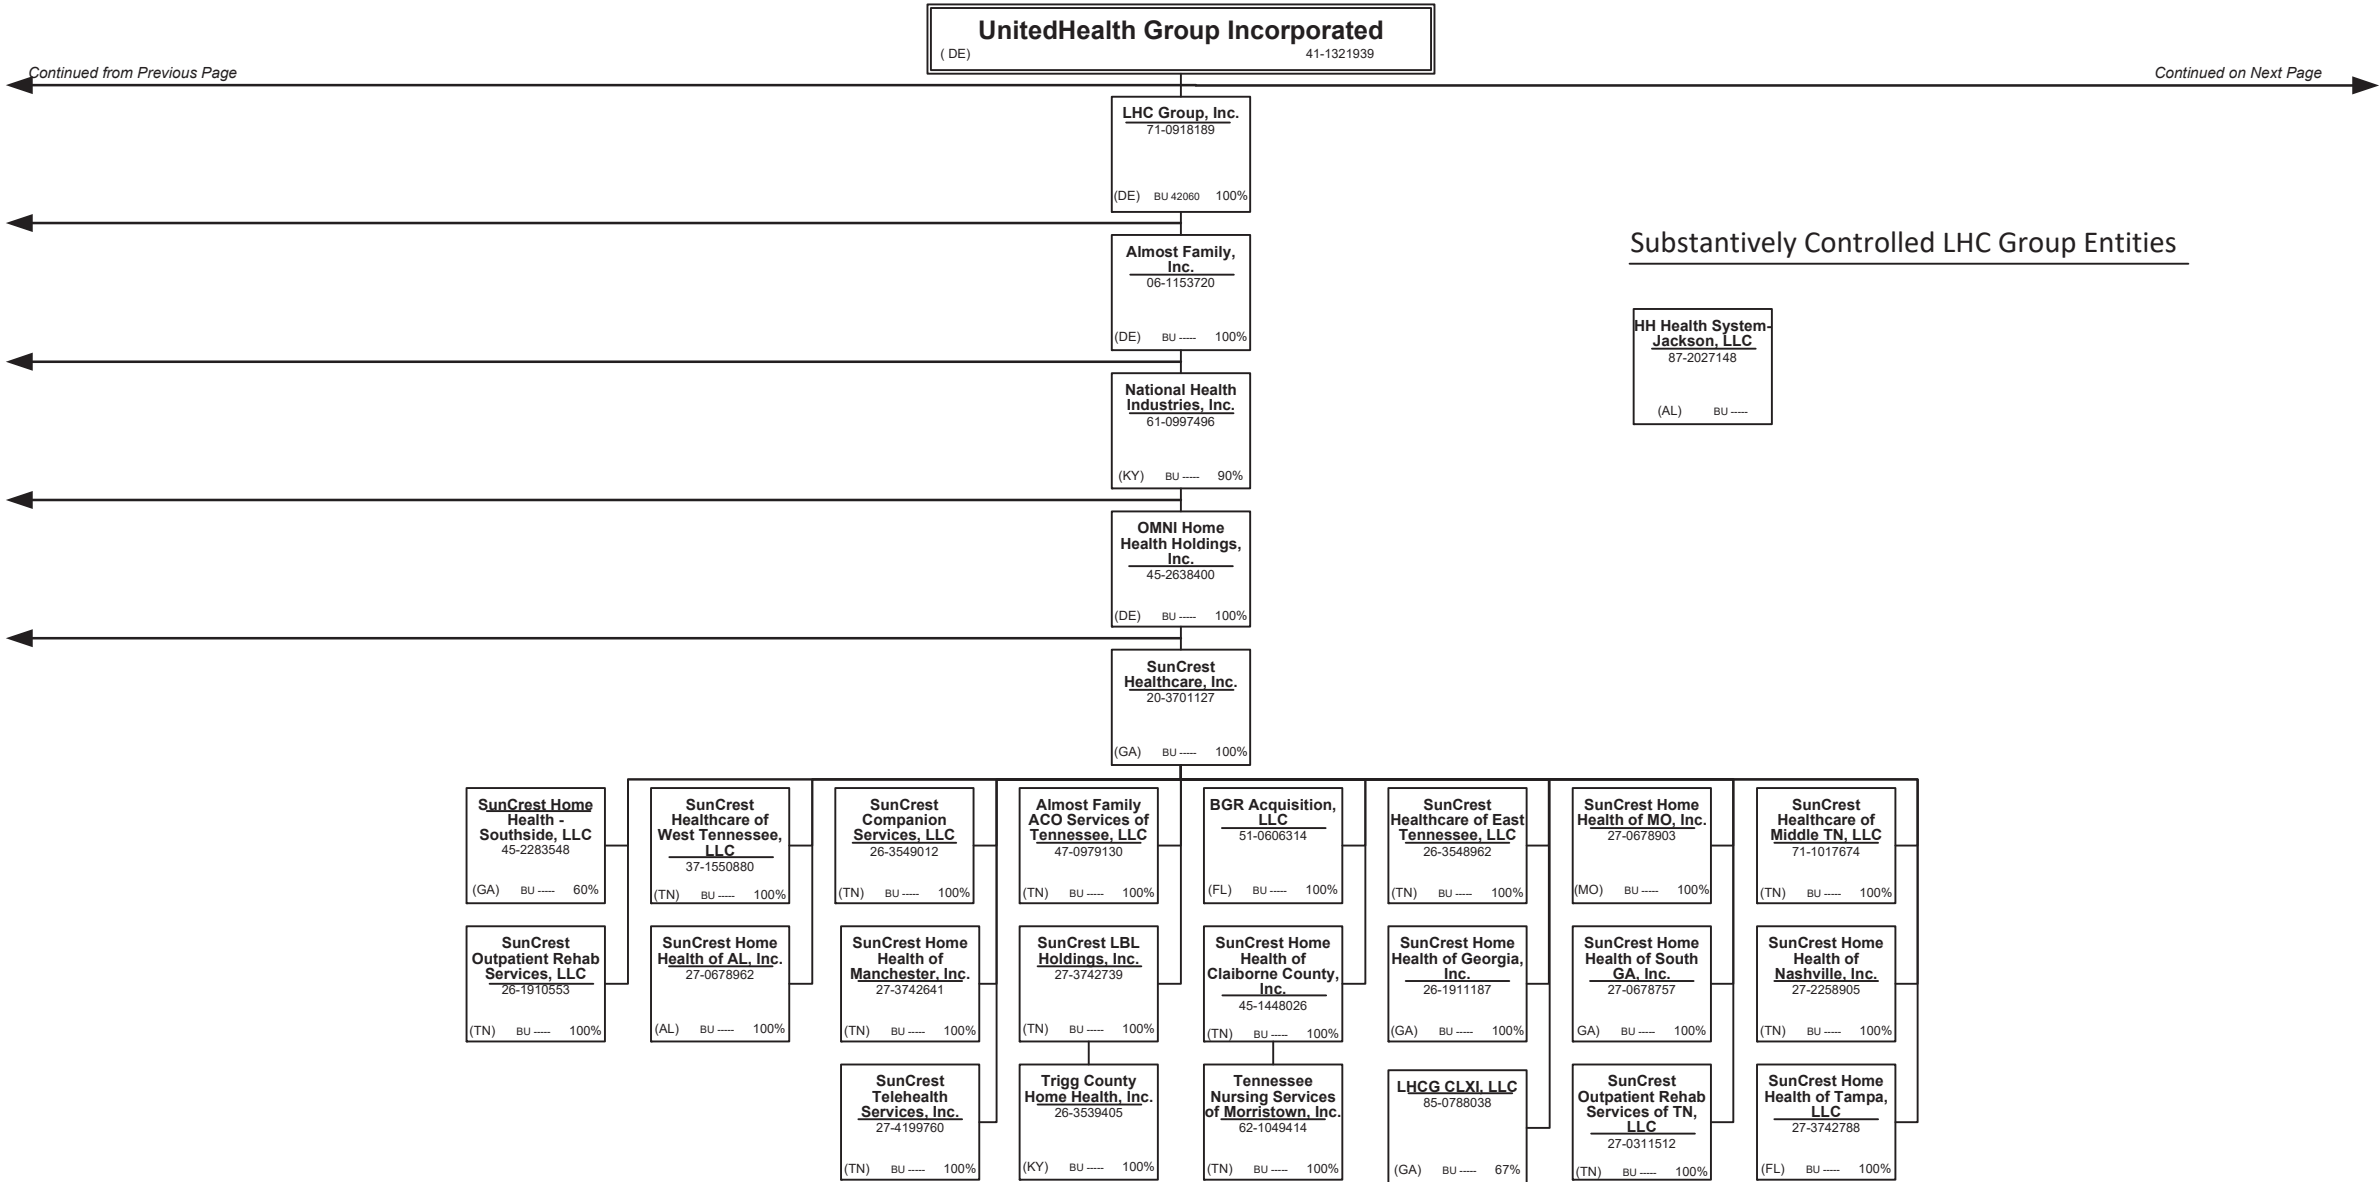 UnitedHealth Group Incorporated
( DE) 41-1321939
Continued from Previous Page
Continued on Next Page
LHC Group, Inc.
71-0918189
(DE) BU 42060 100%
Almost Family,
Inc.
06-1153720
(DE) BU ----- 100%
Substantively Controlled LHC Group Entities
HH Health System-
Jackson, LLC
87-2027148
(AL) BU -----
National Health
Industries, Inc.
61-0997496
(KY) BU ----- 90%
OMNI Home
Health Holdings,
Inc.
45-2638400
(DE) BU ----- 100%
SunCrest
Healthcare, Inc.
20-3701127
(GA) BU ----- 100%
SunCrest Home
Health -
Southside, LLC
45-2283548
(GA) BU ----- 60%
SunCrest
Healthcare of
West Tennessee,
LLC
37-1550880
(TN) BU ----- 100%
SunCrest
Companion
Services, LLC
26-3549012
(TN) BU ----- 100%
Almost Family
ACO Services of
Tennessee, LLC
47-0979130
(TN) BU ----- 100%
BGR Acquisition,
LLC
51-0606314
(FL) BU ----- 100%
SunCrest
Healthcare of East
Tennessee, LLC
26-3548962
(TN) BU ----- 100%
SunCrest Home
Health of MO, Inc.
27-0678903
(MO) BU ----- 100%
SunCrest
Healthcare of
Middle TN, LLC
71-1017674
(TN) BU ----- 100%
SunCrest
Outpatient Rehab
Services, LLC
26-1910553
(TN) BU ----- 100%
SunCrest Home
Health of AL, Inc.
27-0678962
(AL) BU ----- 100%
SunCrest Home
Health of
Manchester, Inc.
27-3742641
(TN) BU ----- 100%
SunCrest LBL
Holdings, Inc.
27-3742739
(TN) BU ----- 100%
SunCrest Home
Health of
Claiborne County,
Inc.
45-1448026
(TN) BU ----- 100%
SunCrest Home
Health of Georgia,
Inc.
26-1911187
(GA) BU ----- 100%
SunCrest Home
Health of South
GA, Inc.
27-0678757
GA) BU ----- 100%
SunCrest Home
Health of
Nashville, Inc.
27-2258905
(TN) BU ----- 100%
SunCrest
Telehealth
Services, Inc.
27-4199760
(TN) BU ----- 100%
Trigg County
Home Health, Inc.
26-3539405
(KY) BU ----- 100%
Tennessee
Nursing Services
of Morristown, Inc.
62-1049414
(TN) BU ----- 100%
LHCG CLXI, LLC
85-0788038
(GA) BU ----- 67%
SunCrest
Outpatient Rehab
Services of TN,
LLC
27-0311512
(TN) BU ----- 100%
SunCrest Home
Health of Tampa,
LLC
27-3742788
(FL) BU ----- 100%